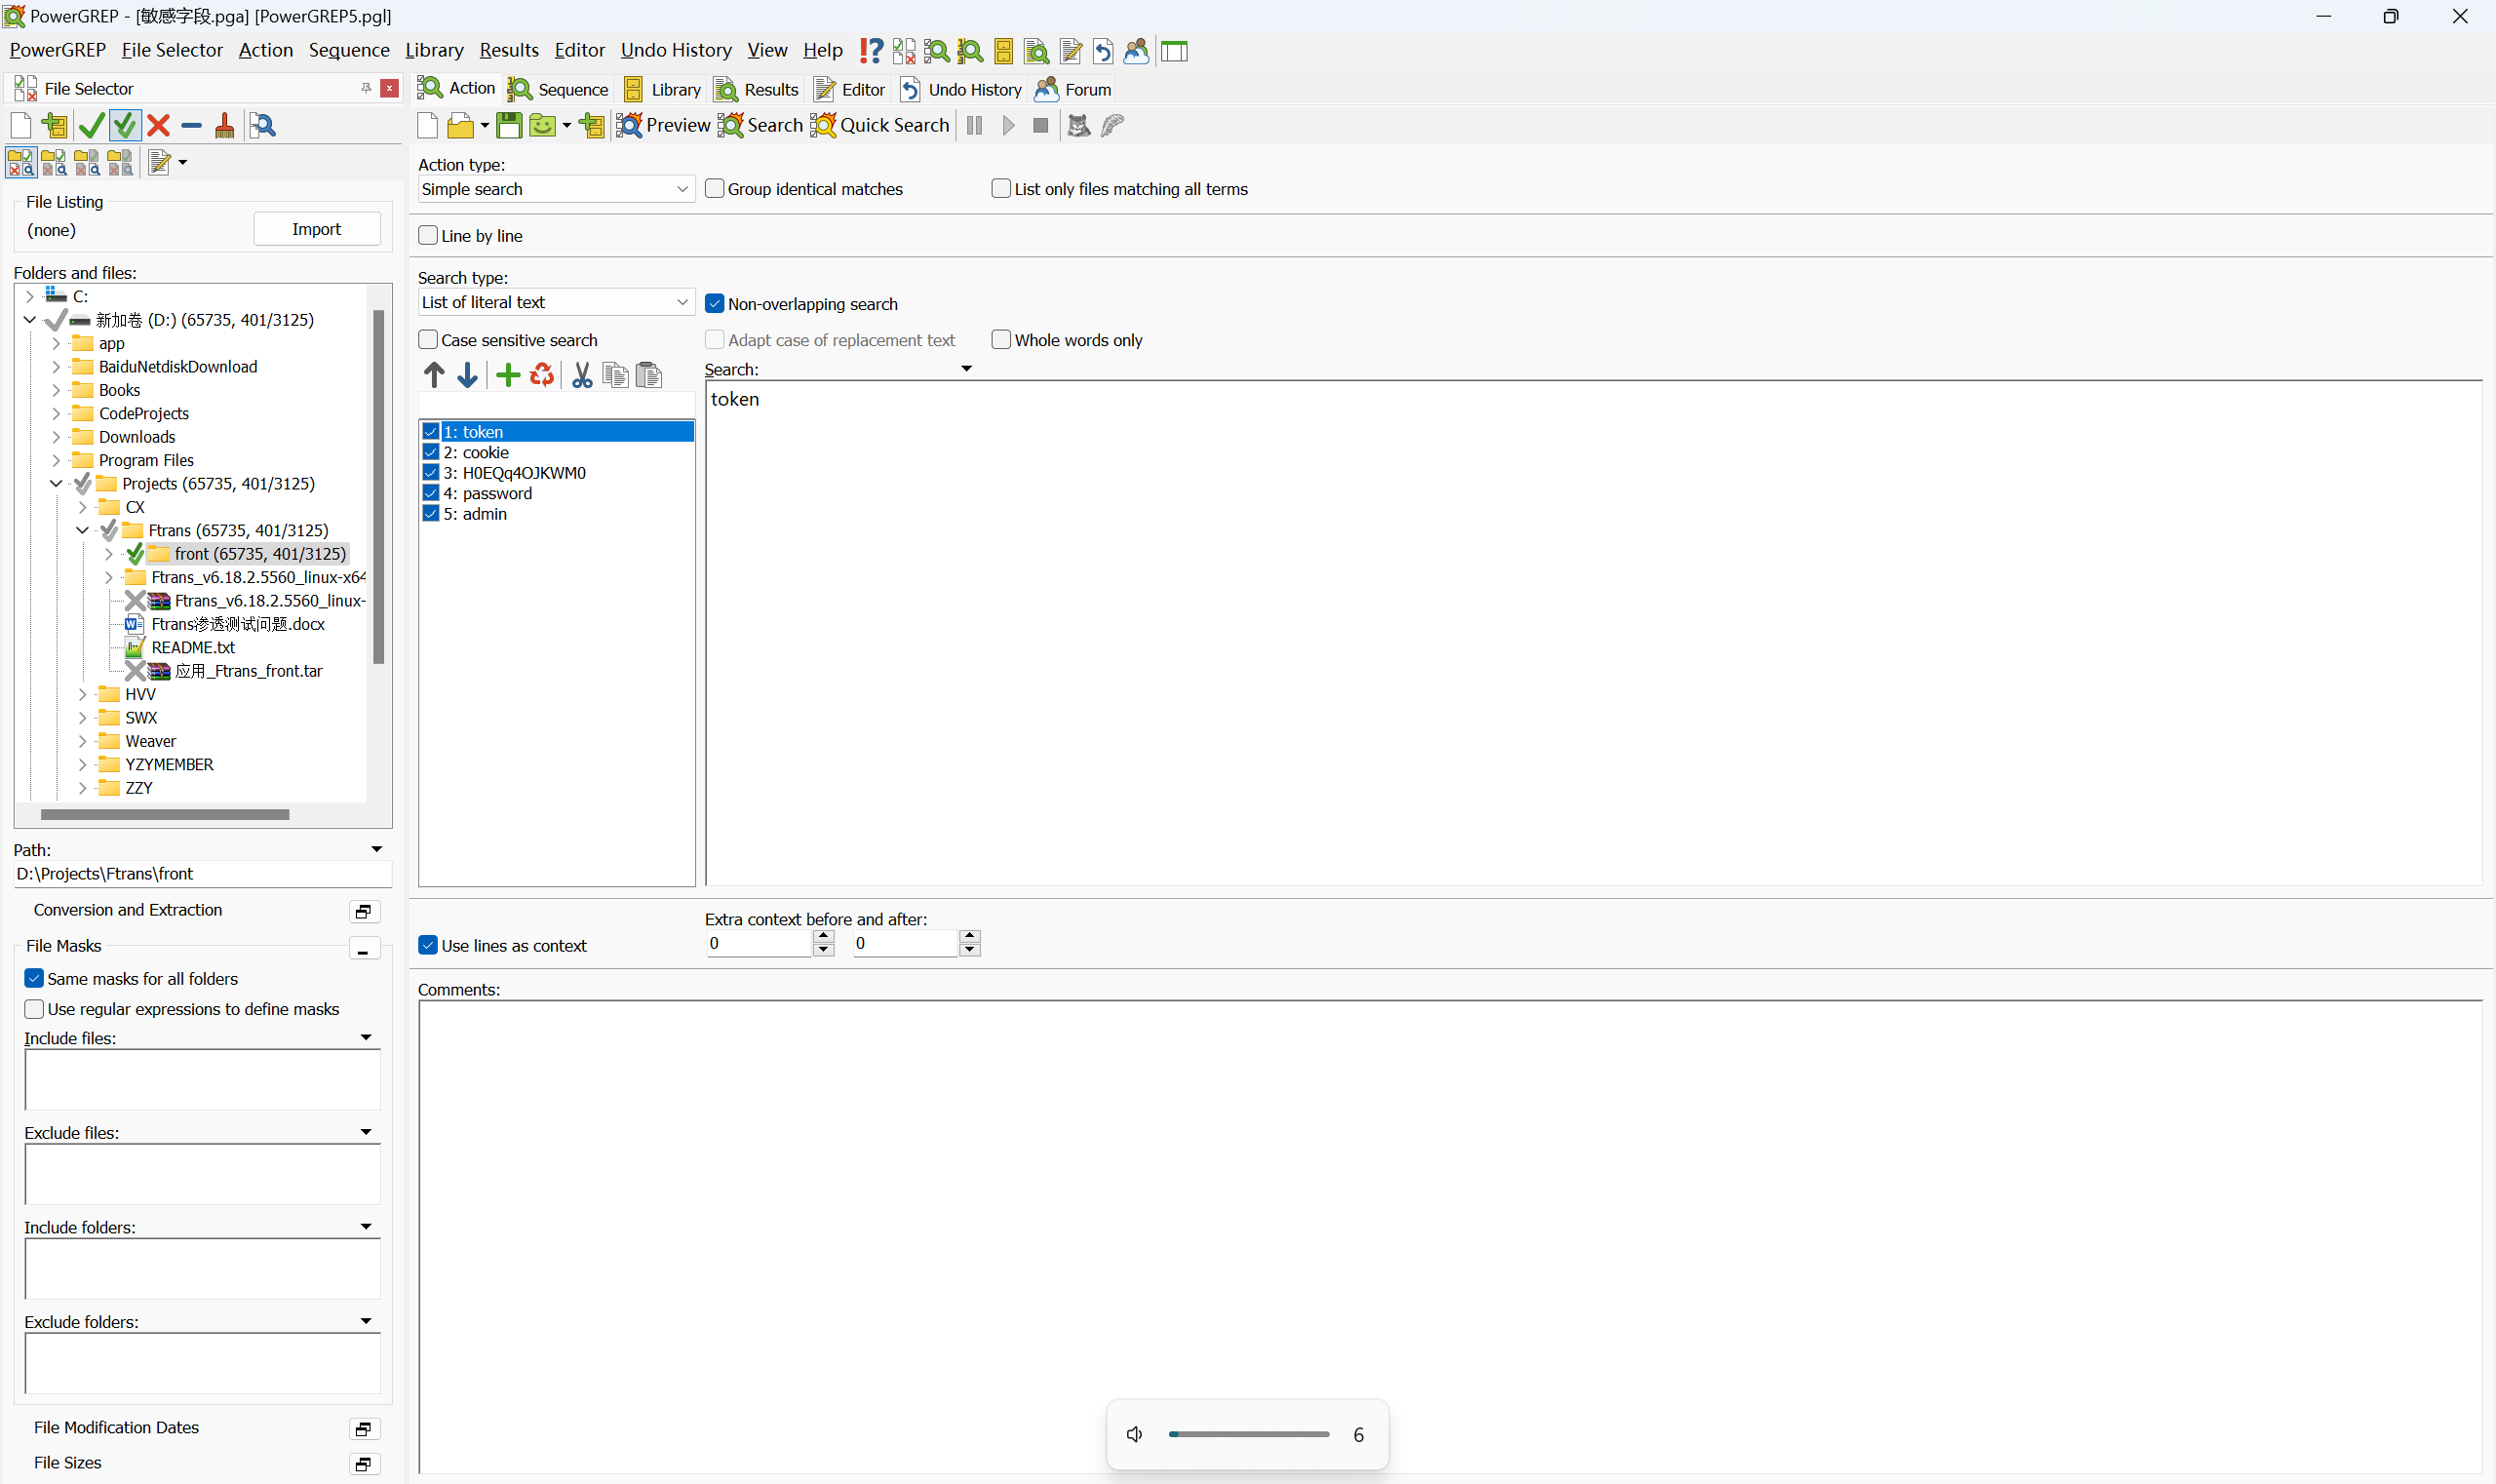 PowerGREP - [敏感字段.pga] [PowerGREP5.pgl]
PowerGREP File Selector Action Sequence Library Results Editor Undo History View Help
File Selector
Action Sequence Library Results Editor Undo History Forum
Preview Search Quick Search
File Listing
(none) Import
Folders and files:
C:
新加卷 (D:) (65735, 401/3125)
app
BaiduNetdiskDownload
Books
CodeProjects
Downloads
Program Files
Projects (65735, 401/3125)
CX
Ftrans (65735, 401/3125)
front (65735, 401/3125)
Ftrans_v6.18.2.5560_linux-x64
Ftrans_v6.18.2.5560_linux-
Ftrans渗透测试问题.docx
README.txt
应用_Ftrans_front.tar
HVV
SWX
Weaver
YZYMEMBER
ZZY
Path:
D:\Projects\Ftrans\front
Conversion and Extraction
File Masks
Same masks for all folders
Use regular expressions to define masks
Include files:
Exclude files:
Include folders:
Exclude folders:
File Modification Dates
File Sizes
Action type:
Simple search Group identical matches List only files matching all terms
Line by line
Search type:
List of literal text Non-overlapping search
Case sensitive search Adapt case of replacement text Whole words only
Search:
token
1: token
2: cookie
3: H0EQq4OJKWM0
4: password
5: admin
Extra context before and after:
Use lines as context 0 0
Comments:
6